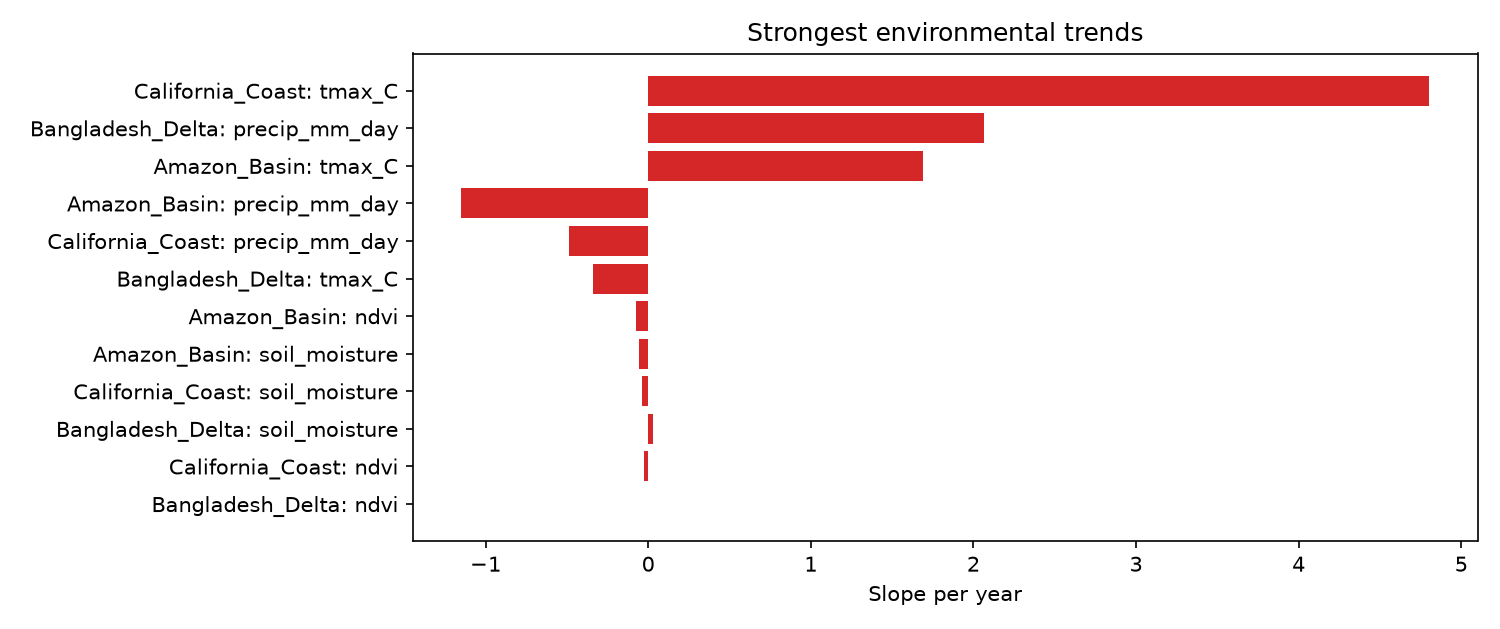 Strongest environmental trends
California_Coast: tmax_C
Bangladesh_Delta: precip_mm_day
Amazon_Basin: tmax_C
Amazon_Basin: precip_mm_day
California_Coast: precip_mm_day
Bangladesh_Delta: tmax_C
Amazon_Basin: ndvi
Amazon_Basin: soil_moisture
California_Coast: soil_moisture
Bangladesh_Delta: soil_moisture
California_Coast: ndvi
Bangladesh_Delta: ndvi
−1 0 1 2 3 4 5
Slope per year